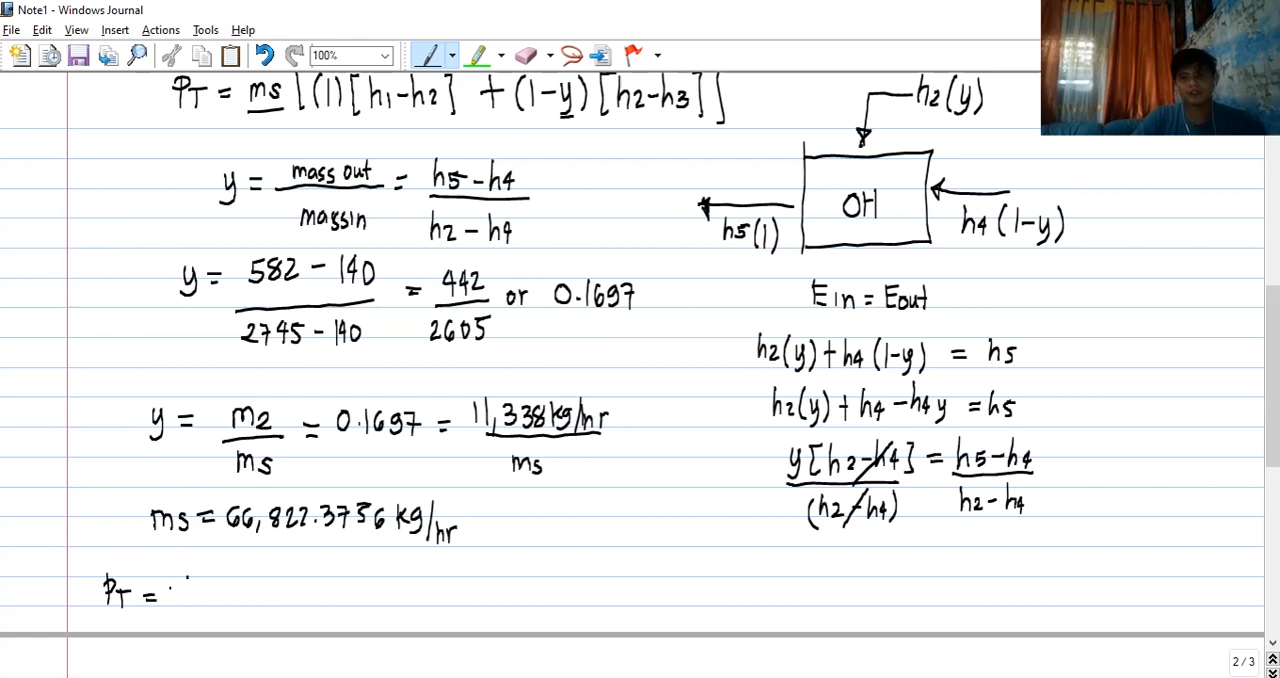 Note1 - Windows Journal
File Edit View Insert Actions Tools Help
100%
PT = ms [(1)[h1-h2] + (1-y)[h2-h3]]
y = mass out / mass in = h5-h4 / h2-h4
y = 582 - 140 / 2745 - 140 = 442 / 2605 or 0.1697
y = m2 / ms = 0.1697 = 11,338kg/hr / ms
ms = 66,822.3736 kg/hr
PT =
h2(y)
OH
h5(1)
h4(1-y)
Ein = Eout
h2(y) + h4(1-y) = h5
h2(y) + h4 - h4y = h5
y[h2-h4] / (h2-h4) = h5-h4 / h2-h4
2 / 3